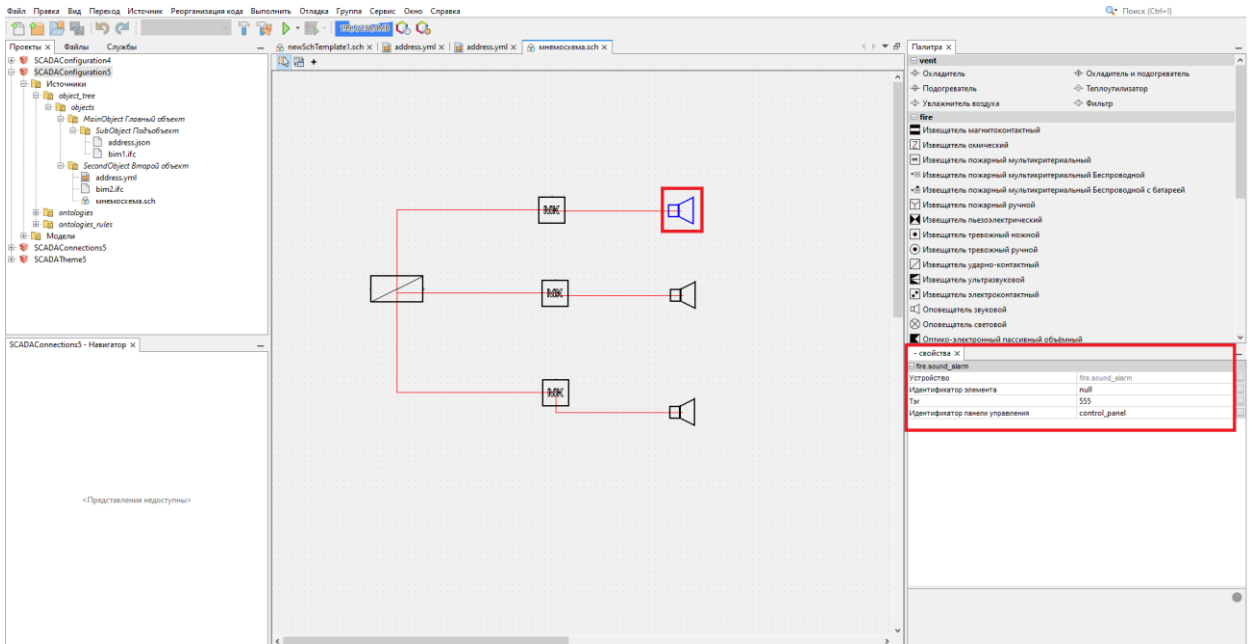 Файл Правка Вид Переход Источник Реорганизация кода Выполнить Отладка Группа Сервис Окно Справка
Поиск (Ctrl+I)
Проекты × Файлы Службы
newSchTemplate1.sch × address.yml × address.yml × мнемосхема.sch ×
Палитра ×
SCADAConfiguration4
SCADAConfiguration5
Источники
object_tree
objects
MainObject Главный объект
SubObject Подъобъект
address.json
bim1.ifc
SecondObject Второй объект
address.yml
bim2.ifc
мнемосхема.sch
ontologies
ontologies_rules
Модели
SCADAConnections5
SCADATheme5
SCADAConnections5 - Навигатор ×
<Представления недоступны>
МК
МК
МК
vent
Охладитель Охладитель и подогреватель
Подогреватель Теплоутилизатор
Увлажнитель воздуха Фильтр
fire
Извещатель магнитоконтактный
Извещатель омический
Извещатель пожарный мультикритериальный
Извещатель пожарный мультикритериальный Беспроводной
Извещатель пожарный мультикритериальный Беспроводной с батареей
Извещатель пожарный ручной
Извещатель пьезоэлектрический
Извещатель тревожный ножной
Извещатель тревожный ручной
Извещатель ударно-контактный
Извещатель ультразвуковой
Извещатель электроконтактный
Оповещатель звуковой
Оповещатель световой
Оптико-электронный пассивный объёмный
- свойства ×
fire.sound_alarm
Устройство fire.sound_alarm
Идентификатор элемента null
Тэг 555
Идентификатор панели управления control_panel